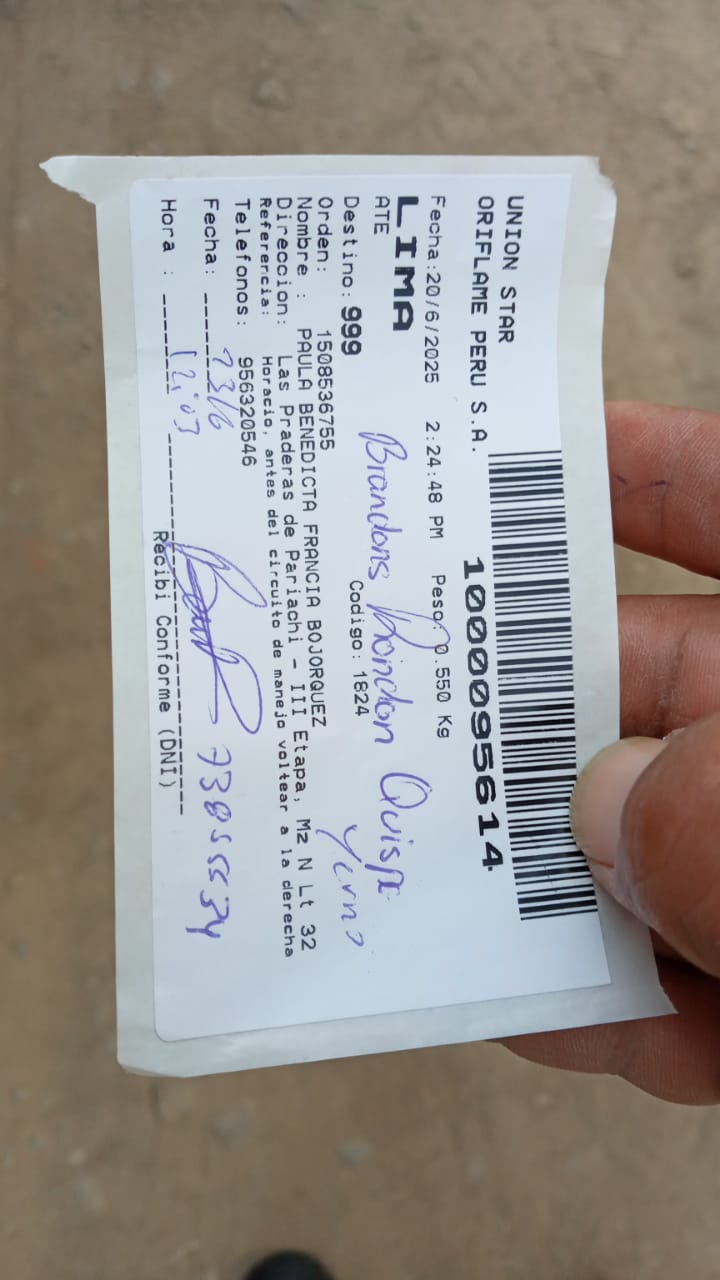 UNION STAR
ORIFLAME PERU S.A.
1000095614
Fecha:20/6/2025 2:24:48 PM Peso: 0.550 Kg
LIMA
ATE
Brandons Rondon Quispe
Yerno
Destino: 999 Codigo: 1824
Orden: 1508536755
Nombre : PAULA BENEDICTA FRANCIA BOJORQUEZ
Direccion: Las Praderas de Pariachi - III Etapa, Mz N Lt 32
Referencia: Horacio, antes del circuito de manejo voltear a la derecha
Telefonos: 956320546
Fecha: 23/6
Hora : 12:03
Recibi Conforme (DNI)